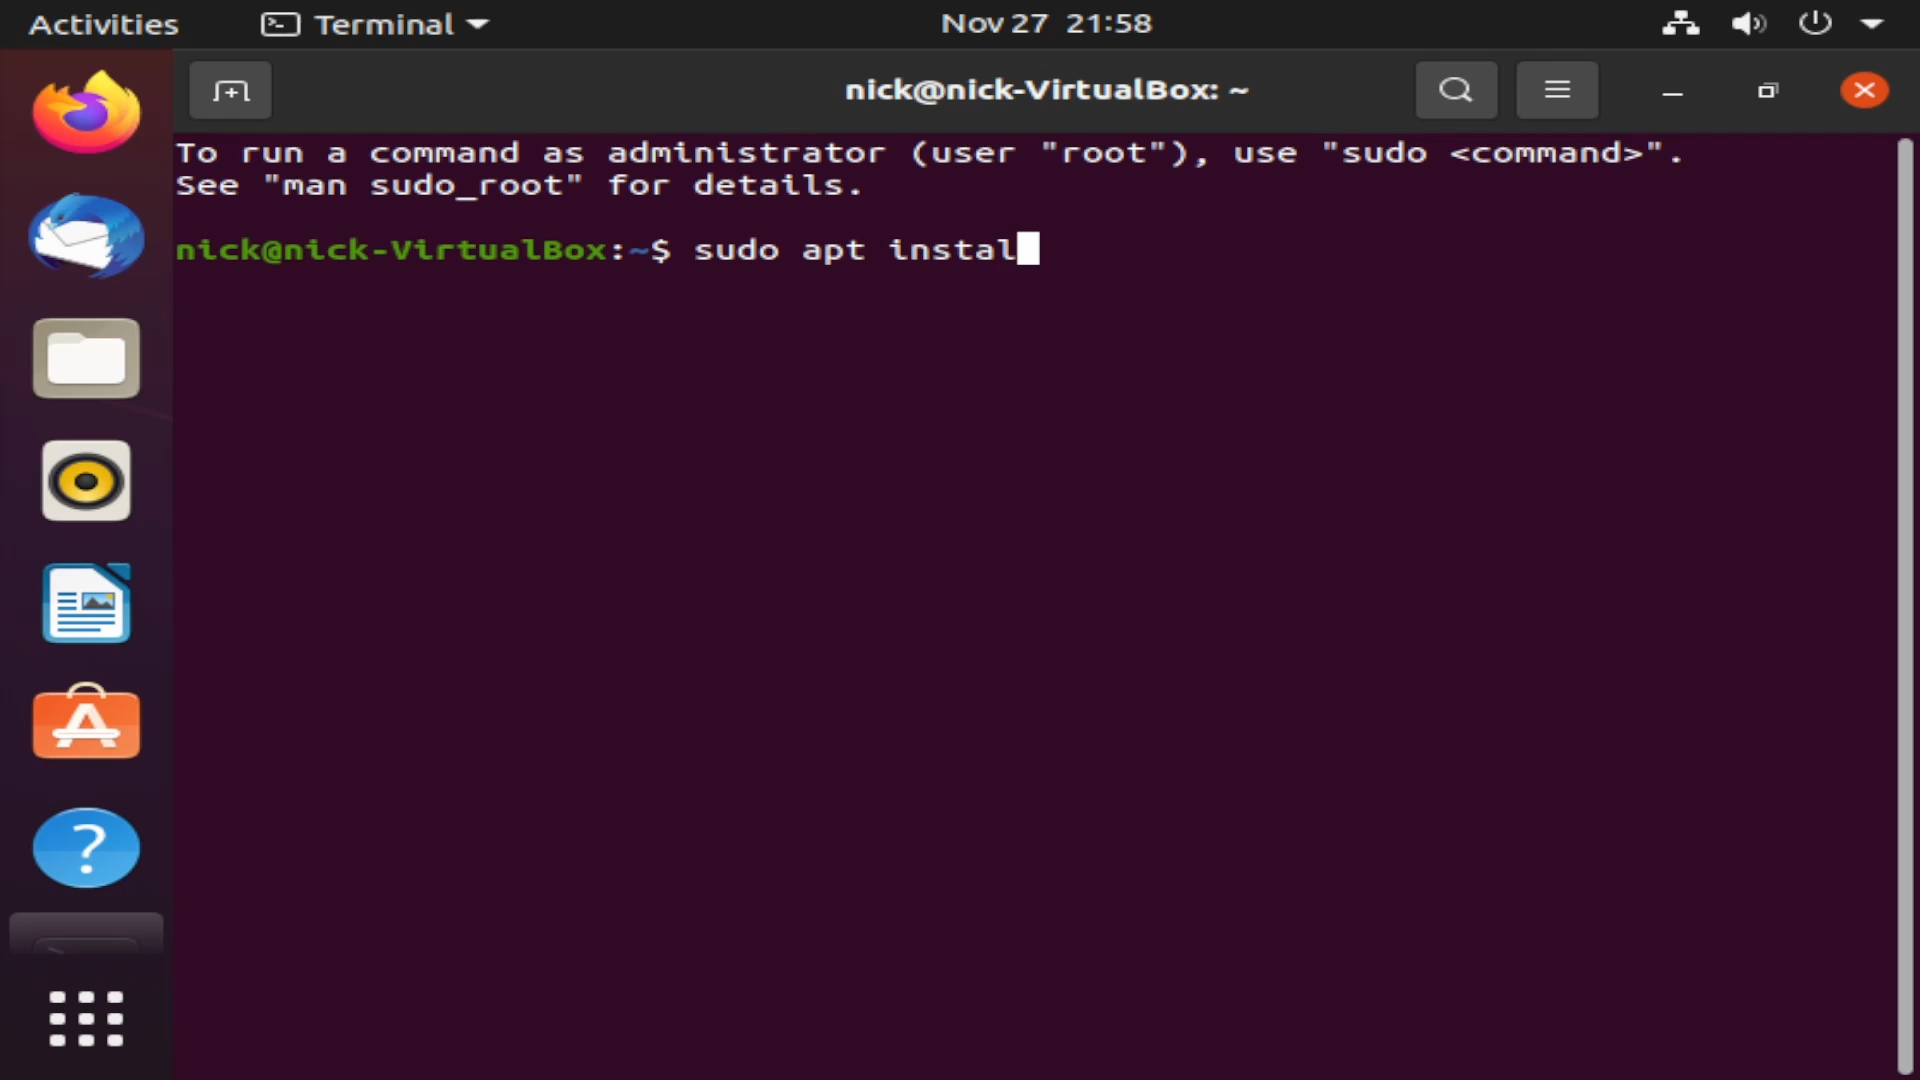 Activities Terminal Nov 27 21:58
nick@nick-VirtualBox: ~
To run a command as administrator (user "root"), use "sudo <command>".
See "man sudo_root" for details.
nick@nick-VirtualBox:~$ sudo apt instal